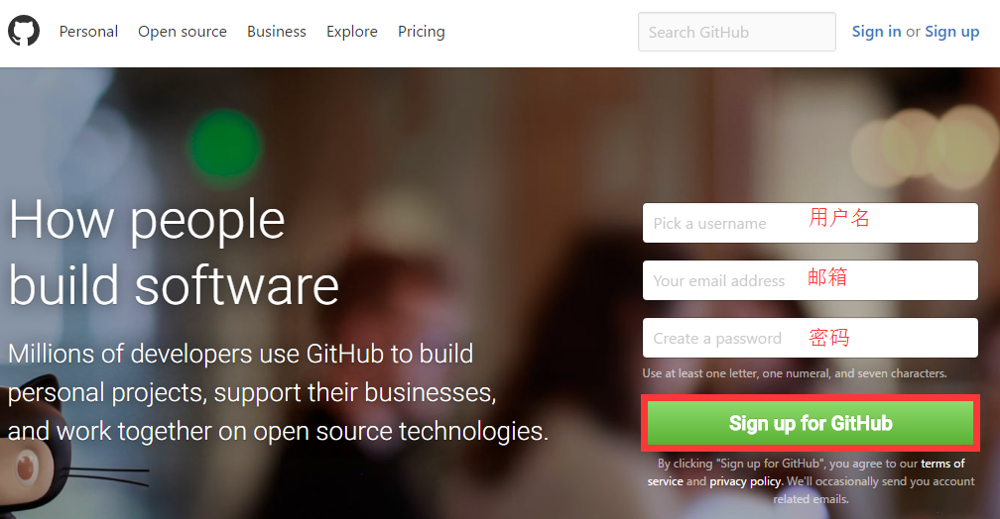 Personal Open source Business Explore Pricing Search GitHub Sign in or Sign up
How people
build software
Millions of developers use GitHub to build
personal projects, support their businesses,
and work together on open source technologies.
Pick a username 用户名
Your email address 邮箱
Create a password 密码
Use at least one letter, one numeral, and seven characters.
Sign up for GitHub
By clicking "Sign up for GitHub", you agree to our terms of
service and privacy policy. We'll occasionally send you account
related emails.